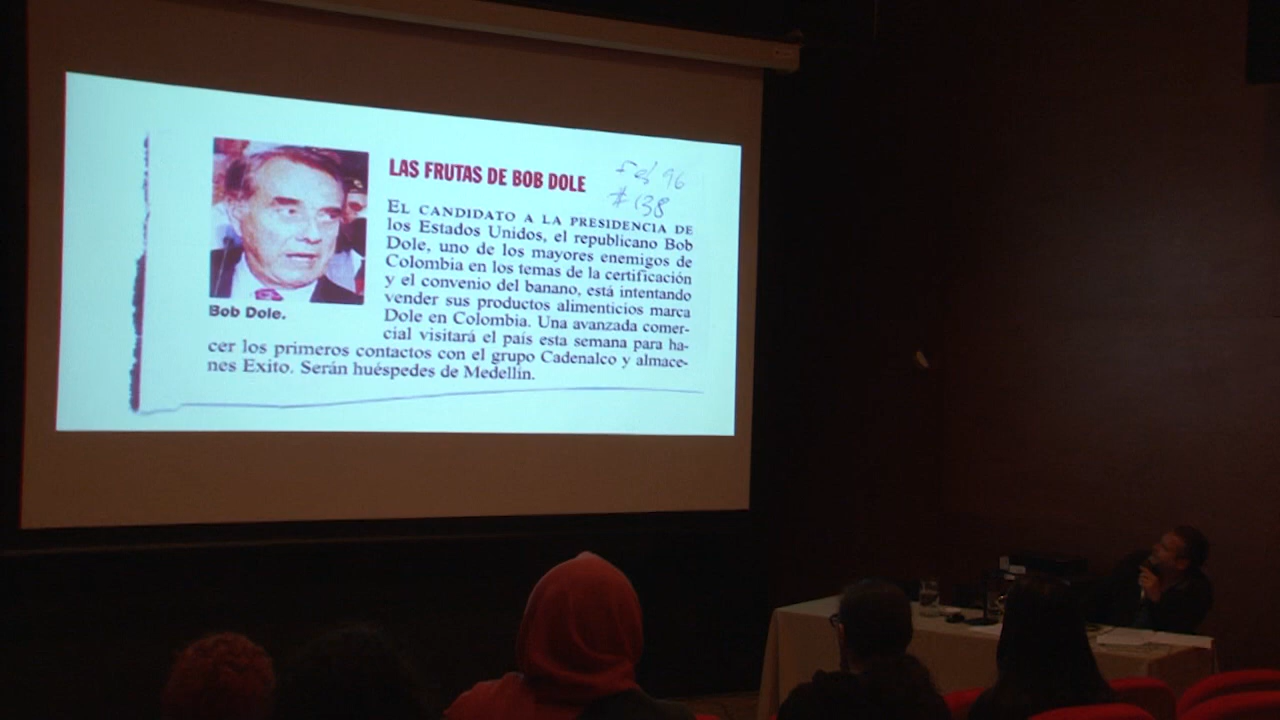 LAS FRUTAS DE BOB DOLE
Feb 96
# 138
EL CANDIDATO A LA PRESIDENCIA DE
los Estados Unidos, el republicano Bob
Dole, uno de los mayores enemigos de
Colombia en los temas de la certificación
y el convenio del banano, está intentando
vender sus productos alimenticios marca
Dole en Colombia. Una avanzada comer-
cial visitará el país esta semana para ha-
cer los primeros contactos con el grupo Cadenalco y almace-
nes Exito. Serán huéspedes de Medellín.
Bob Dole.